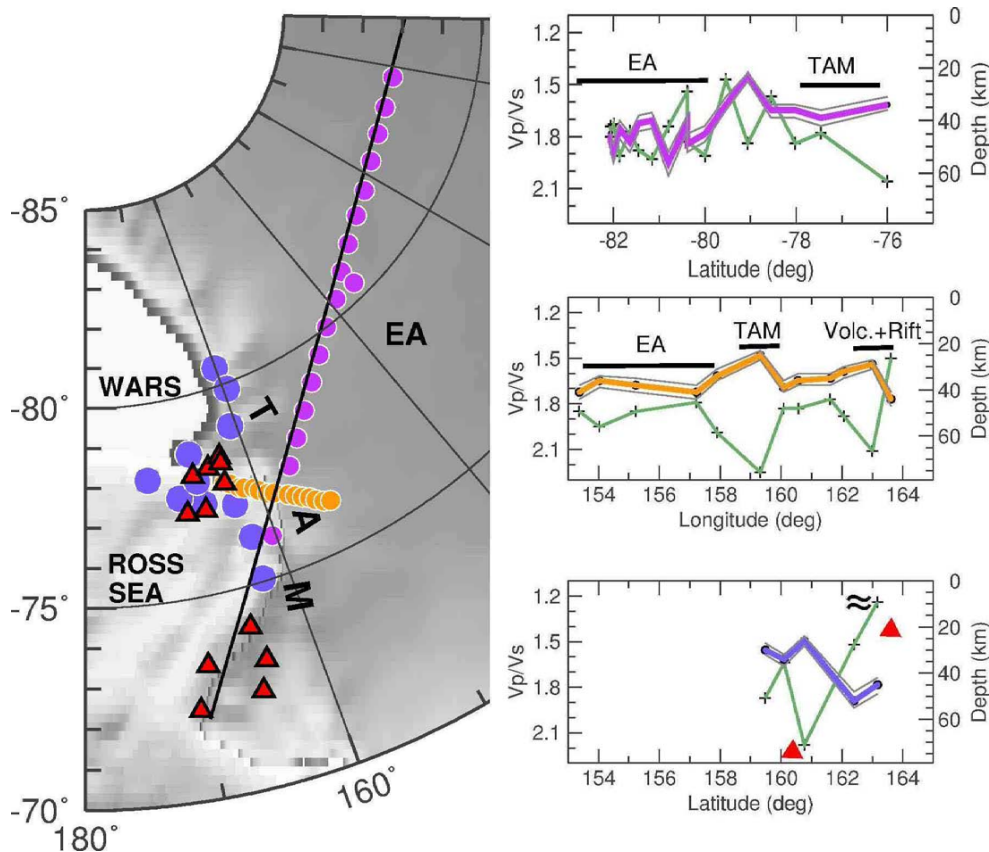 -85˚
-80˚
-75˚
-70˚
180˚
160˚
WARS
ROSS
SEA
EA
T
A
M
1.2
1.5
1.8
2.1
Vp/Vs
EA
TAM
0
20
40
60
Depth (km)
-82
-80
-78
-76
Latitude (deg)
1.2
1.5
1.8
2.1
Vp/Vs
EA
TAM
Volc.+Rift
0
20
40
60
Depth (km)
154
156
158
160
162
164
Longitude (deg)
1.2
1.5
1.8
2.1
Vp/Vs
≈
0
20
40
60
Depth (km)
154
156
158
160
162
164
Latitude (deg)